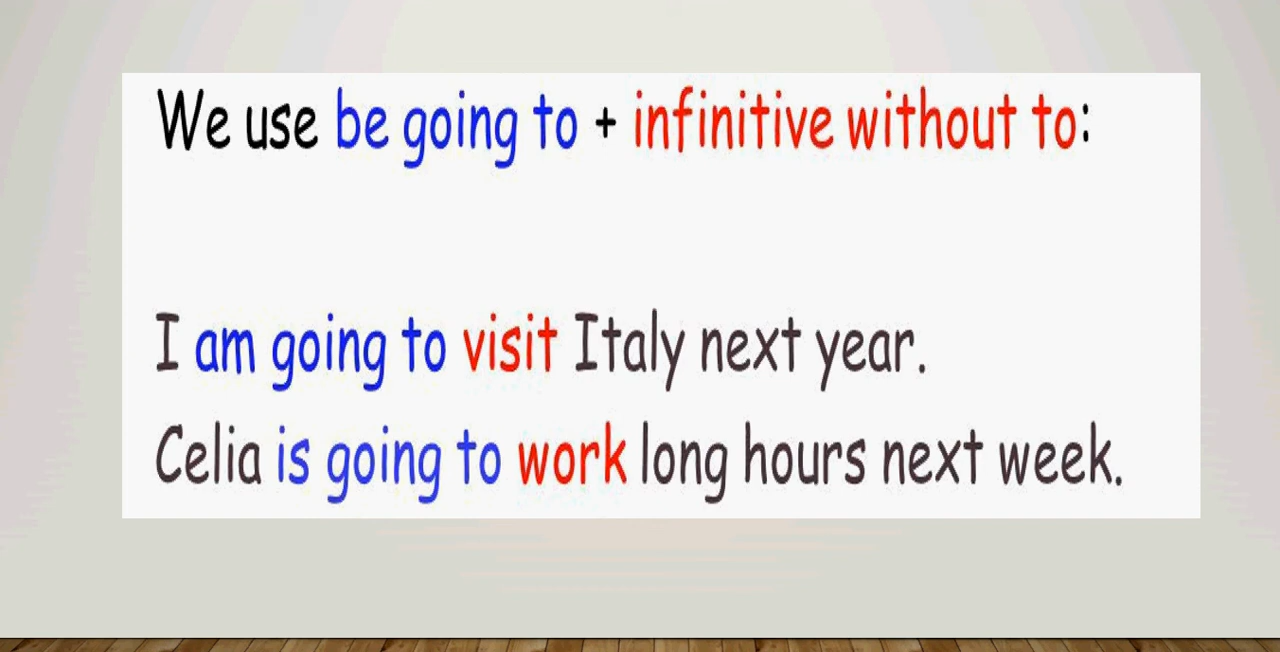 We use be going to + infinitive without to:
I am going to visit Italy next year.
Celia is going to work long hours next week.